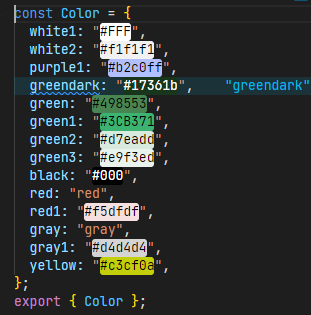 const Color = {
white1: "#FFF",
white2: "#f1f1f1",
purple1: "#b2c0ff",
greendark: "#17361b", "greendark"
green: "#498553",
green1: "#3CB371",
green2: "#d7eadd",
green3: "#e9f3ed",
black: "#000",
red: "red",
red1: "#f5dfdf",
gray: "gray",
gray1: "#d4d4d4",
yellow: "#c3cf0a",
};
export { Color };